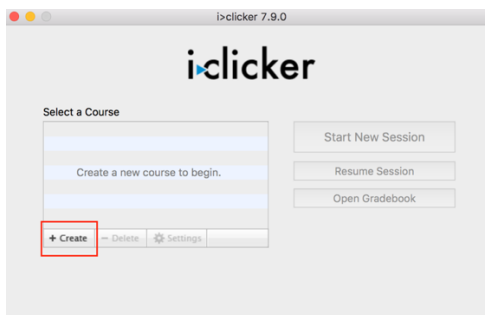 i>clicker 7.9.0
i>clicker
Select a Course
Create a new course to begin.
Start New Session
Resume Session
Open Gradebook
+ Create − Delete Settings